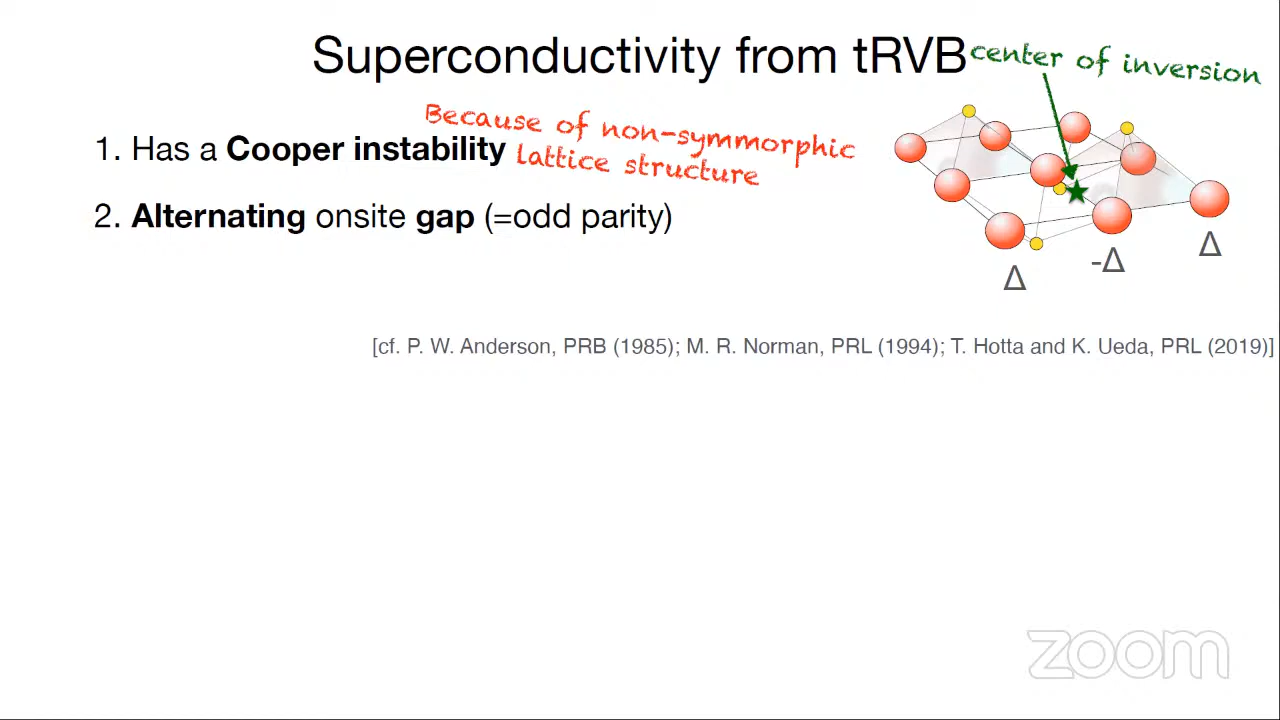 Superconductivity from tRVB
center of inversion
Because of non-symmorphic
lattice structure
1. Has a Cooper instability
2. Alternating onsite gap (=odd parity)
Δ
-Δ
Δ
[cf. P. W. Anderson, PRB (1985); M. R. Norman, PRL (1994); T. Hotta and K. Ueda, PRL (2019)]
zoom